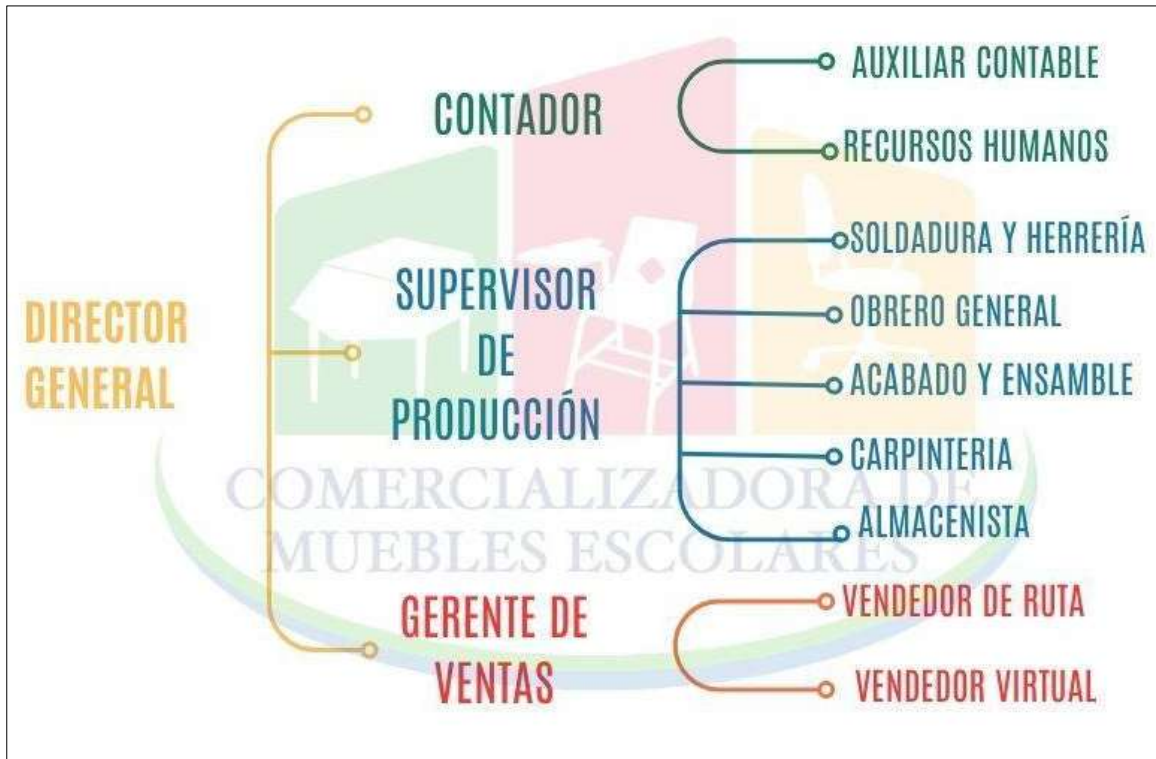 DIRECTOR
GENERAL
CONTADOR
AUXILIAR CONTABLE
RECURSOS HUMANOS
SUPERVISOR
DE
PRODUCCIÓN
SOLDADURA Y HERRERÍA
OBRERO GENERAL
ACABADO Y ENSAMBLE
CARPINTERIA
ALMACENISTA
GERENTE DE
VENTAS
VENDEDOR DE RUTA
VENDEDOR VIRTUAL
COMERCIALIZADORA DE
MUEBLES ESCOLARES